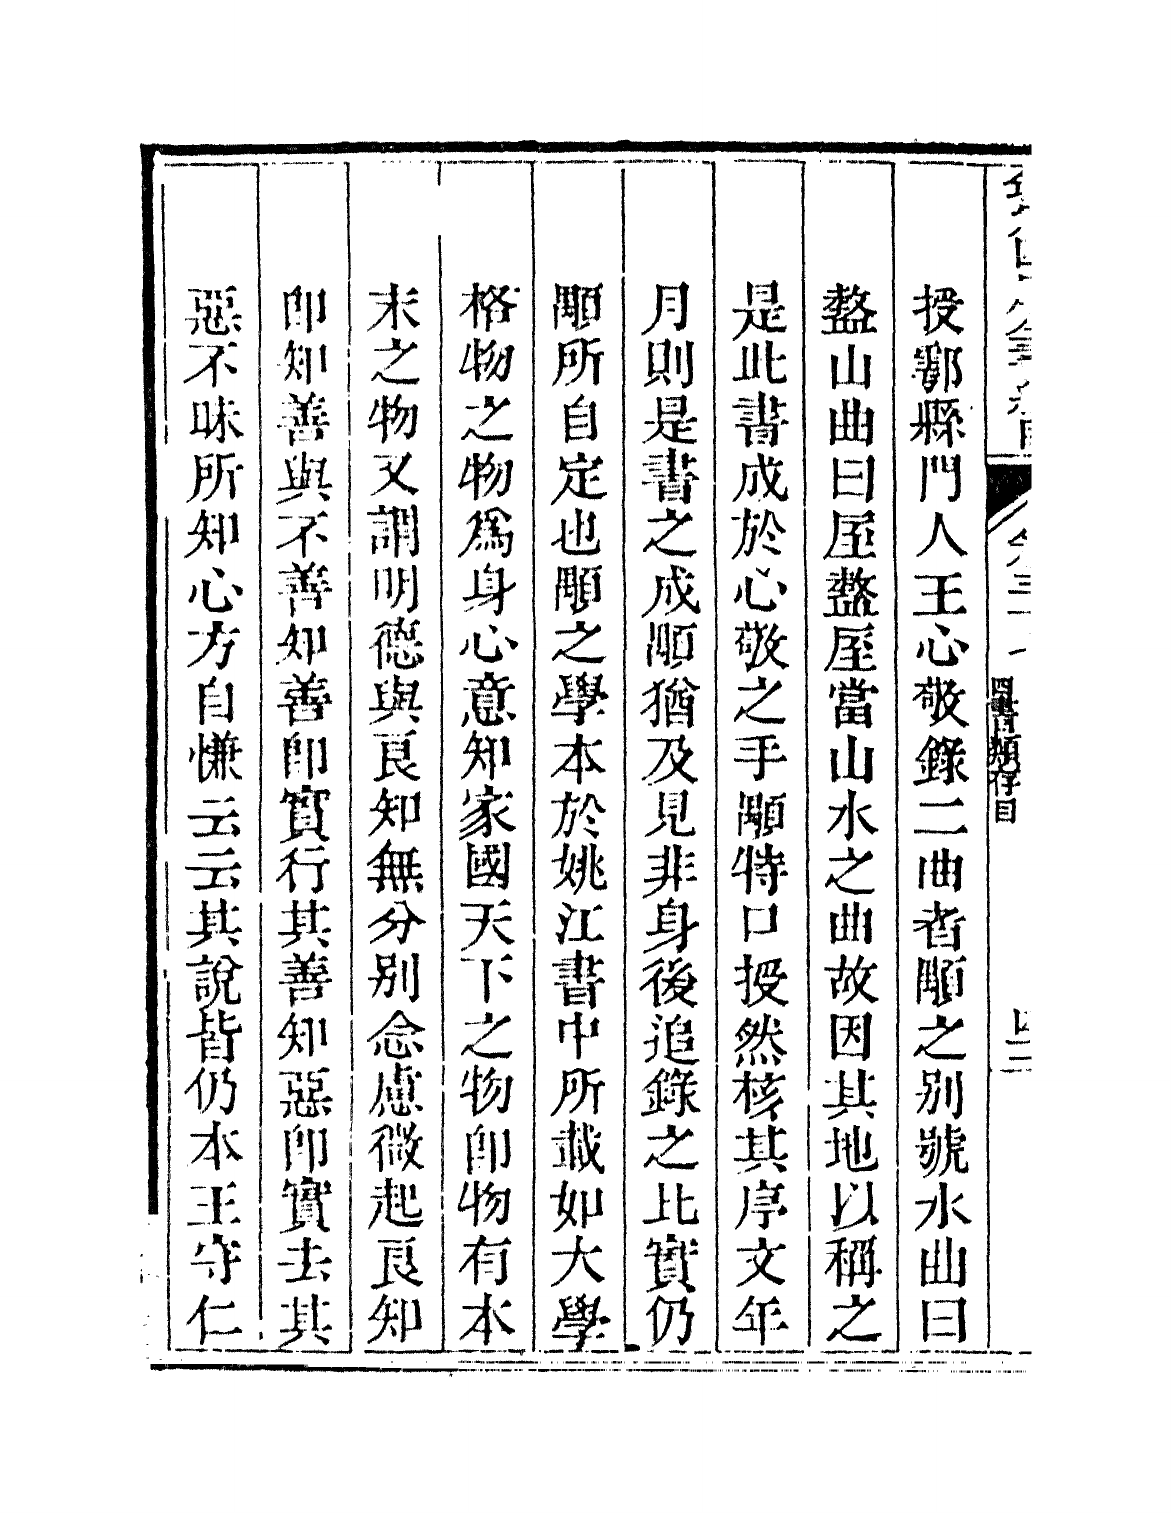 授鄠縣門人王心敬錄二曲者顒之別號水曲曰
盩山曲曰厔盩厔當山水之曲故因其地以稱之
是此書成於心敬之手顒特口授然核其序文年
月則是書之成顒猶及見非身後追錄之比實仍
顒所自定也顒之學本於姚江書中所載如大學
格物之物爲身心意知家國天下之物卽物有本
末之物又謂明德與良知無分別念慮微起良知
卽知善與不善知善卽實行其善知惡卽實去其
惡不昧所知心方自慊云云其說皆仍本王守仁
四書類存目